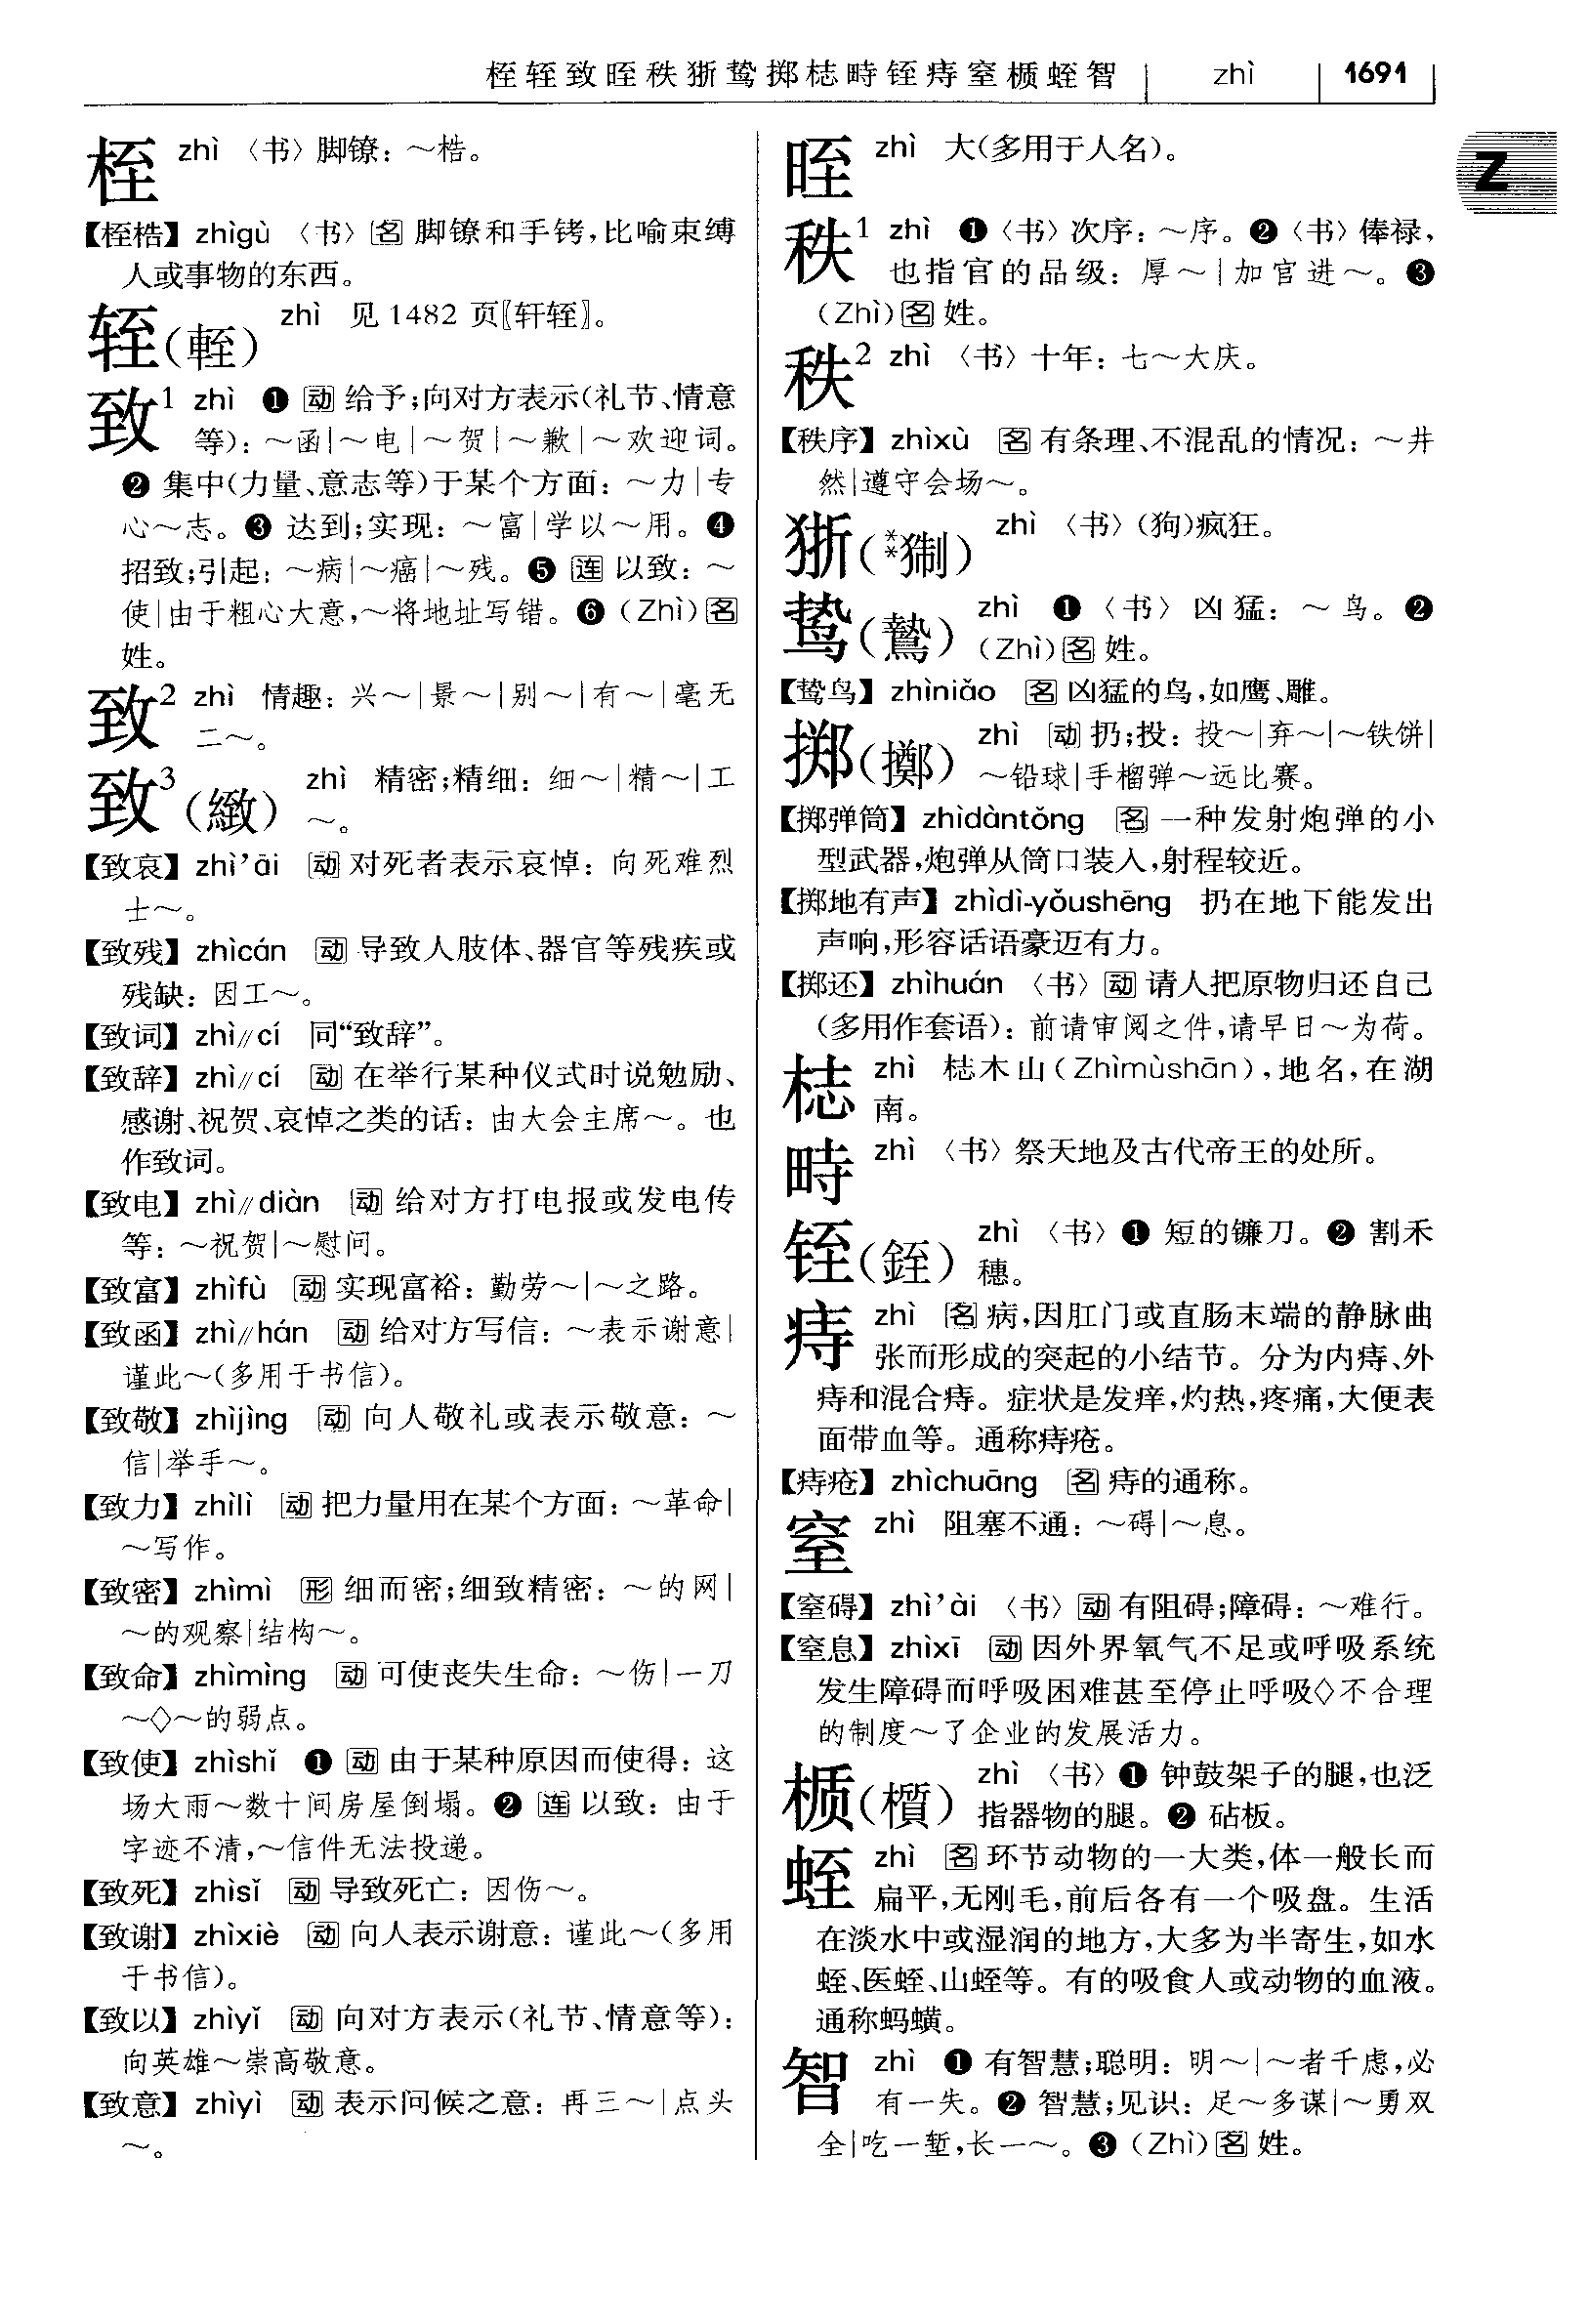 桎轾致晊秩狾鸷掷梽畤铚痔窒櫍蛭智 zhì 1691
Z
桎 zhì 〈书〉脚镣：～梏。
【桎梏】zhìgù 〈书〉名 脚镣和手铐，比喻束缚
人或事物的东西。
轾(輊) zhì 见 1482 页〖轩轾〗。
致1 zhì ❶ 动 给予；向对方表示(礼节、情意
等)：～函|～电|～贺|～歉|～欢迎词。
❷ 集中(力量、意志等)于某个方面：～力|专
心～志。❸ 达到；实现：～富|学以～用。❹
招致；引起：～病|～癌|～残。❺ 连 以致：～
使|由于粗心大意，～将地址写错。❻ (Zhì) 名
姓。
致2 zhì 情趣：兴～|景～|别～|有～|毫无
二～。
致3(緻) zhì 精密；精细：细～|精～|工
～。
【致哀】zhì’āi 动 对死者表示哀悼：向死难烈
士～。
【致残】zhìcán 动 导致人肢体、器官等残疾或
残缺：因工～。
【致词】zhì∥cí 同“致辞”。
【致辞】zhì∥cí 动 在举行某种仪式时说勉励、
感谢、祝贺、哀悼之类的话：由大会主席～。也
作致词。
【致电】zhì∥diàn 动 给对方打电报或发电传
等：～祝贺|～慰问。
【致富】zhìfù 动 实现富裕：勤劳～|～之路。
【致函】zhì∥hán 动 给对方写信：～表示谢意|
谨此～(多用于书信)。
【致敬】zhìjìng 动 向人敬礼或表示敬意：～
信|举手～。
【致力】zhìlì 动 把力量用在某个方面：～革命|
～写作。
【致密】zhìmì 形 细而密；细致精密：～的网|
～的观察|结构～。
【致命】zhìmìng 动 可使丧失生命：～伤|一刀
～◇～的弱点。
【致使】zhìshǐ ❶ 动 由于某种原因而使得：这
场大雨～数十间房屋倒塌。❷ 连 以致：由于
字迹不清，～信件无法投递。
【致死】zhìsǐ 动 导致死亡：因伤～。
【致谢】zhìxiè 动 向人表示谢意：谨此～(多用
于书信)。
【致以】zhìyǐ 动 向对方表示(礼节、情意等)：
向英雄～崇高敬意。
【致意】zhìyì 动 表示问候之意：再三～|点头
～。
晊 zhì 大(多用于人名)。
秩1 zhì ❶〈书〉次序：～序。❷〈书〉俸禄，
也指官的品级：厚～|加官进～。❸
(Zhì) 名 姓。
秩2 zhì 〈书〉十年：七～大庆。
【秩序】zhìxù 名 有条理、不混乱的情况：～井
然|遵守会场～。
狾(**猘) zhì 〈书〉(狗)疯狂。
鸷(鷙) zhì ❶〈书〉凶猛：～鸟。❷
(Zhì) 名 姓。
【鸷鸟】zhìniǎo 名 凶猛的鸟，如鹰、雕。
掷(擲) zhì 动 扔；投：投～|弃～|～铁饼|
～铅球|手榴弹～远比赛。
【掷弹筒】zhìdàntǒng 名 一种发射炮弹的小
型武器，炮弹从筒口装入，射程较近。
【掷地有声】zhìdì-yǒushēng 扔在地下能发出
声响，形容话语豪迈有力。
【掷还】zhìhuán 〈书〉动 请人把原物归还自己
(多用作套语)：前请审阅之件，请早日～为荷。
梽 zhì 梽木山(Zhìmùshān)，地名，在湖
南。
畤 zhì 〈书〉祭天地及古代帝王的处所。
铚(銍) zhì 〈书〉❶ 短的镰刀。❷ 割禾
穗。
痔 zhì 名 病，因肛门或直肠末端的静脉曲
张而形成的突起的小结节。分为内痔、外
痔和混合痔。症状是发痒，灼热，疼痛，大便表
面带血等。通称痔疮。
【痔疮】zhìchuāng 名 痔的通称。
窒 zhì 阻塞不通：～碍|～息。
【窒碍】zhì’ài 〈书〉动 有阻碍；障碍：～难行。
【窒息】zhìxī 动 因外界氧气不足或呼吸系统
发生障碍而呼吸困难甚至停止呼吸◇不合理
的制度～了企业的发展活力。
𬃊(櫍) zhì 〈书〉❶ 钟鼓架子的腿，也泛
指器物的腿。❷ 砧板。
蛭 zhì 名 环节动物的一大类，体一般长而
扁平，无刚毛，前后各有一个吸盘。生活
在淡水中或湿润的地方，大多为半寄生，如水
蛭、医蛭、山蛭等。有的吸食人或动物的血液。
通称蚂蟥。
智 zhì ❶ 有智慧；聪明：明～|～者千虑，必
有一失。❷ 智慧；见识：足～多谋|～勇双
全|吃一堑，长一～。❸ (Zhì) 名 姓。